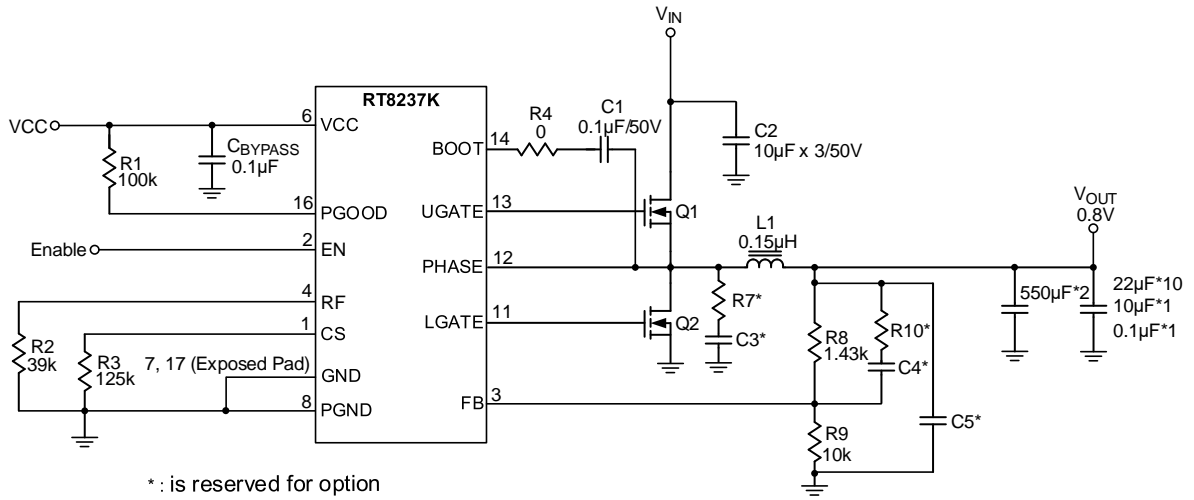 VIN
RT8237K
VCC
6
VCC
R1
100k
CBYPASS
0.1µF
16
PGOOD
Enable
2
EN
4
RF
1
CS
R2
39k
R3
125k
7, 17 (Exposed Pad)
GND
8
PGND
BOOT
14
R4
0
C1
0.1µF/50V
C2
10µF x 3/50V
UGATE
13
Q1
PHASE
12
L1
0.15µH
VOUT
0.8V
LGATE
11
Q2
R7*
C3*
R8
1.43k
R10*
C4*
550µF*2
22µF*10
10µF*1
0.1µF*1
FB
3
C5*
R9
10k
* : is reserved for option